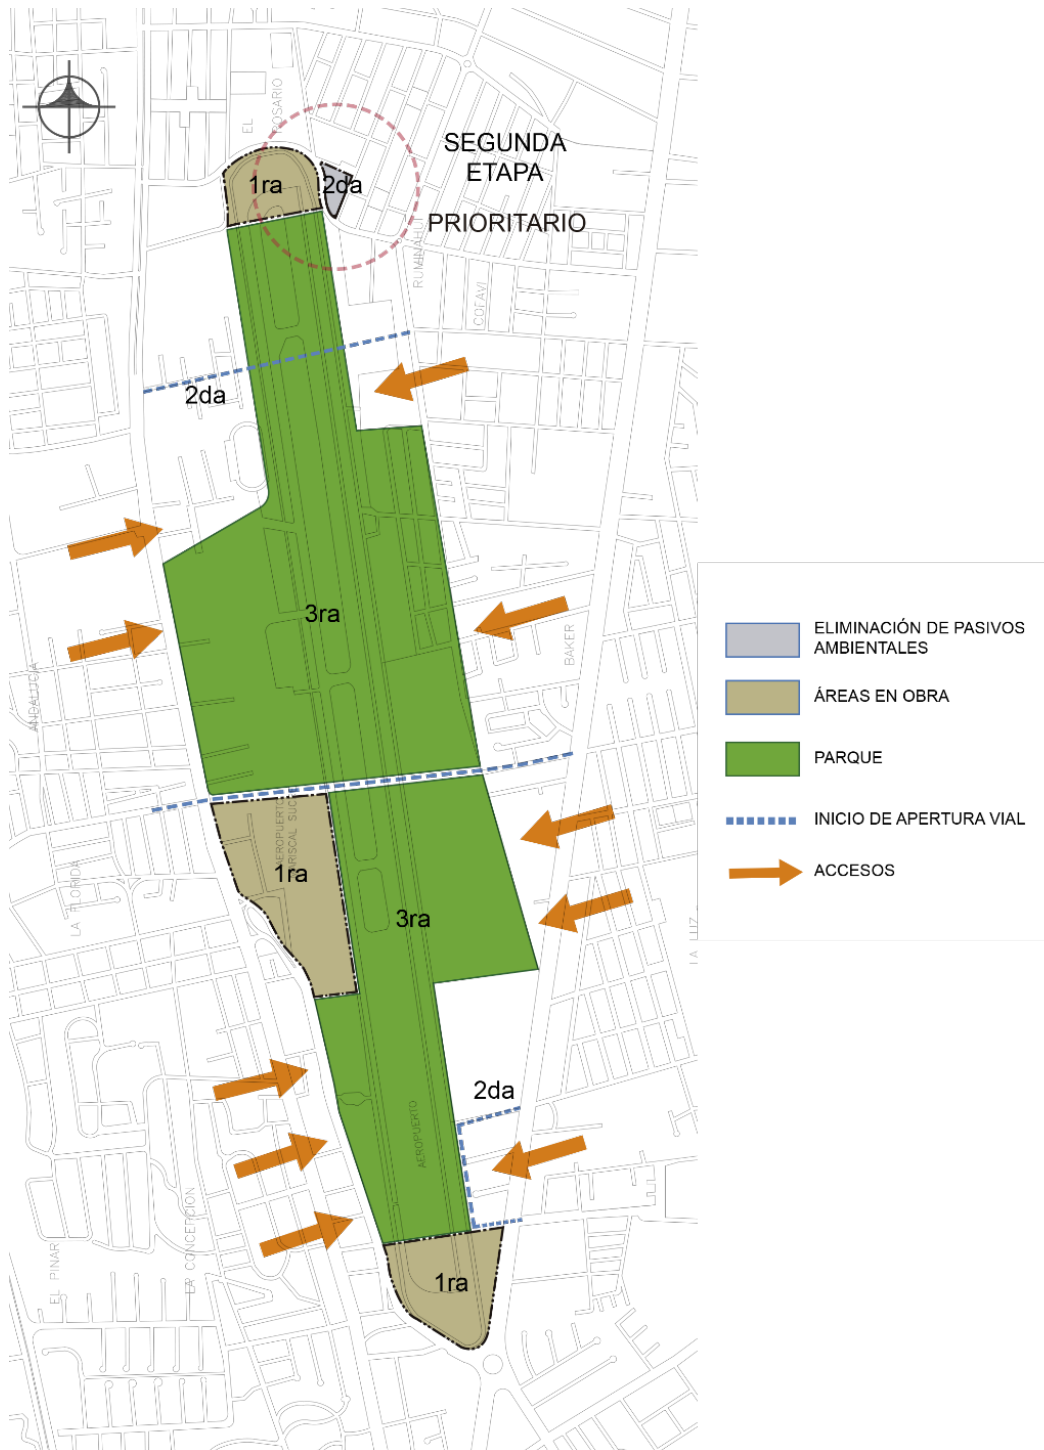 EL
ROSARIO
SEGUNDA
ETAPA
PRIORITARIO
1ra
2da
RUMIÑAHUI
COFAVI
2da
3ra
BAKER
ANDALUCIA
ELIMINACIÓN DE PASIVOS
AMBIENTALES
ÁREAS EN OBRA
PARQUE
INICIO DE APERTURA VIAL
ACCESOS
AEROPUERTO
MARISCAL SUCRE
1ra
LA FLORIDA
3ra
LA LUZ
2da
AEROPUERTO
LA CONCEPCION
EL PINAR
1ra